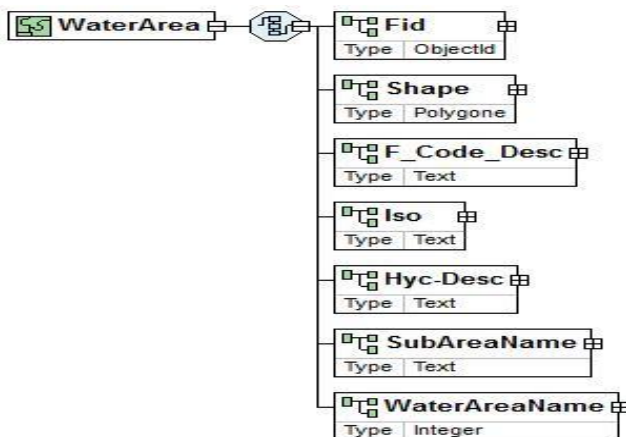 WaterArea
Fid
Type ObjectId
Shape
Type Polygone
F_Code_Desc
Type Text
Iso
Type Text
Hyc-Desc
Type Text
SubAreaName
Type Text
WaterAreaName
Type Integer